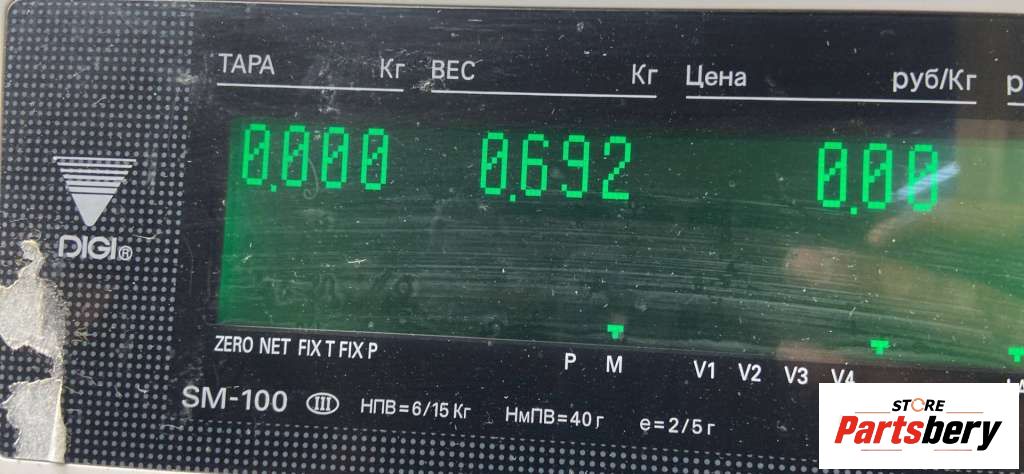 ТАРА Кг ВЕС Кг Цена руб/Кг
0.000 0.692 0.00
DIGI®
ZERO NET FIX T FIX P P M V1 V2 V3 V4
SM-100 III НПВ=6/15 Кг НмПВ=40 г e=2/5 г
STORE
Partsbery